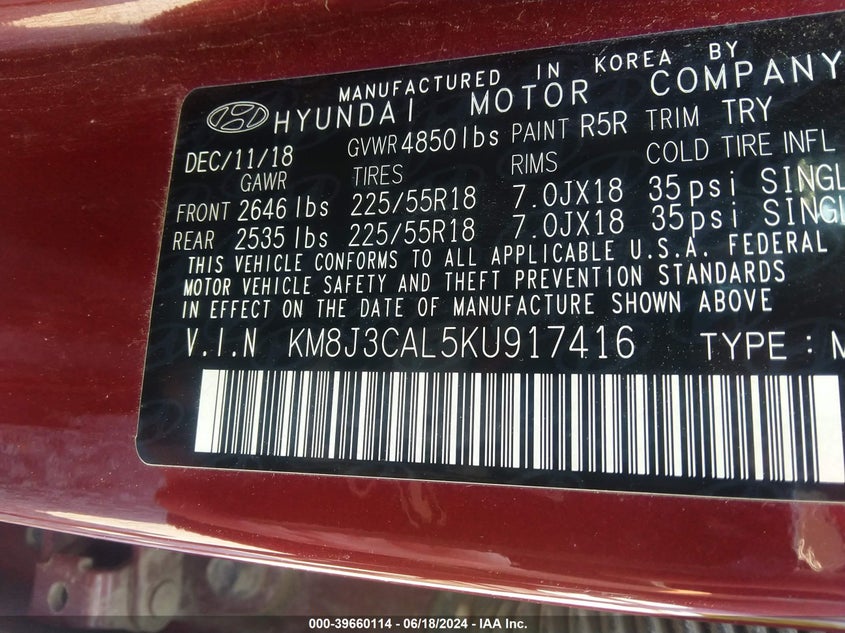 MANUFACTURED IN KOREA BY
HYUNDAI MOTOR COMPANY
DEC/11/18 GVWR 4850lbs PAINT R5R TRIM TRY
GAWR TIRES RIMS COLD TIRE INFL
FRONT 2646 lbs 225/55R18 7.0JX18 35psi SINGL
REAR 2535 lbs 225/55R18 7.0JX18 35psi SINGL
THIS VEHICLE CONFORMS TO ALL APPLICABLE U.S.A. FEDERAL
MOTOR VEHICLE SAFETY AND THEFT PREVENTION STANDARDS
IN EFFECT ON THE DATE OF MANUFACTURE SHOWN ABOVE
V.I.N KM8J3CAL5KU917416 TYPE : M
000-39660114 - 06/18/2024 - IAA Inc.